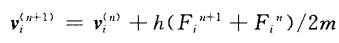 v_i^{(n+1)} = v_i^{(n)} + h(F_i^{n+1} + F_i^n)/2m